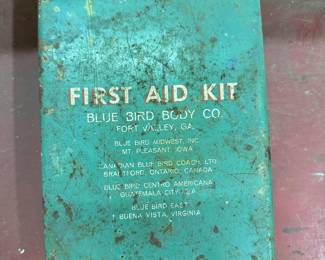 FIRST AID KIT
BLUE BIRD BODY CO.
FORT VALLEY, GA.
BLUE BIRD MIDWEST, INC.
MT. PLEASANT, IOWA
CANADIAN BLUE BIRD COACH, LTD.
BRANTFORD, ONTARIO, CANADA
BLUE BIRD CENTRO AMERICANA
GUATEMALA CITY, C.A.
BLUE BIRD EAST
BUENA VISTA, VIRGINIA